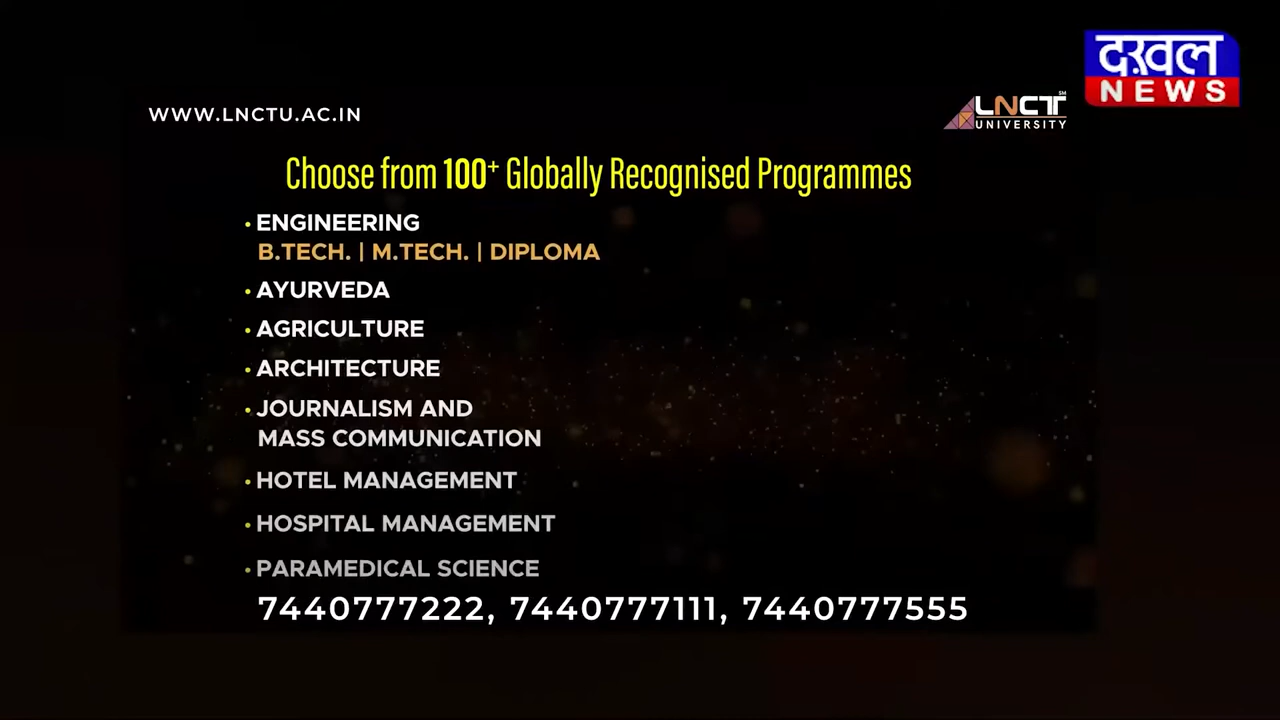 दख़ल
NEWS
WWW.LNCTU.AC.IN
LNCT
SM
UNIVERSITY
Choose from 100+ Globally Recognised Programmes
• ENGINEERING
B.TECH. | M.TECH. | DIPLOMA
• AYURVEDA
• AGRICULTURE
• ARCHITECTURE
• JOURNALISM AND
MASS COMMUNICATION
• HOTEL MANAGEMENT
• HOSPITAL MANAGEMENT
• PARAMEDICAL SCIENCE
7440777222, 7440777111, 7440777555